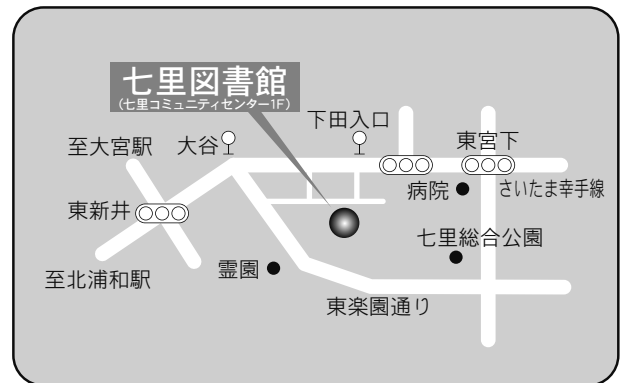 七里図書館
(七里コミュニティセンター1F)
下田入口
至大宮駅
大谷
東宮下
東新井
病院
さいたま幸手線
七里総合公園
至北浦和駅
霊園
東楽園通り